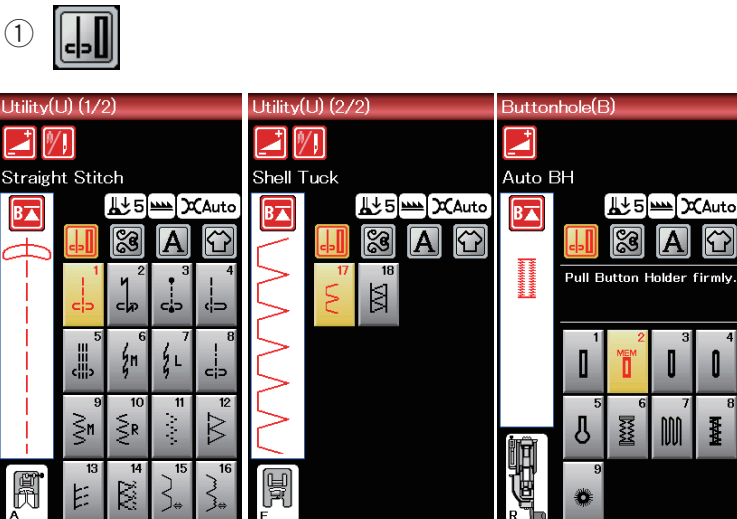 ①
Utility(U) (1/2)
Straight Stitch
B
5
Auto
A
1
2
3
4
5
6
M
7
L
8
9
M
10
R
11
12
13
14
15
16
A
Utility(U) (2/2)
Shell Tuck
B
5
Auto
A
17
18
F
Buttonhole(B)
Auto BH
B
5
Auto
A
Pull Button Holder firmly.
1
2
MEM
3
4
5
6
7
8
9
R